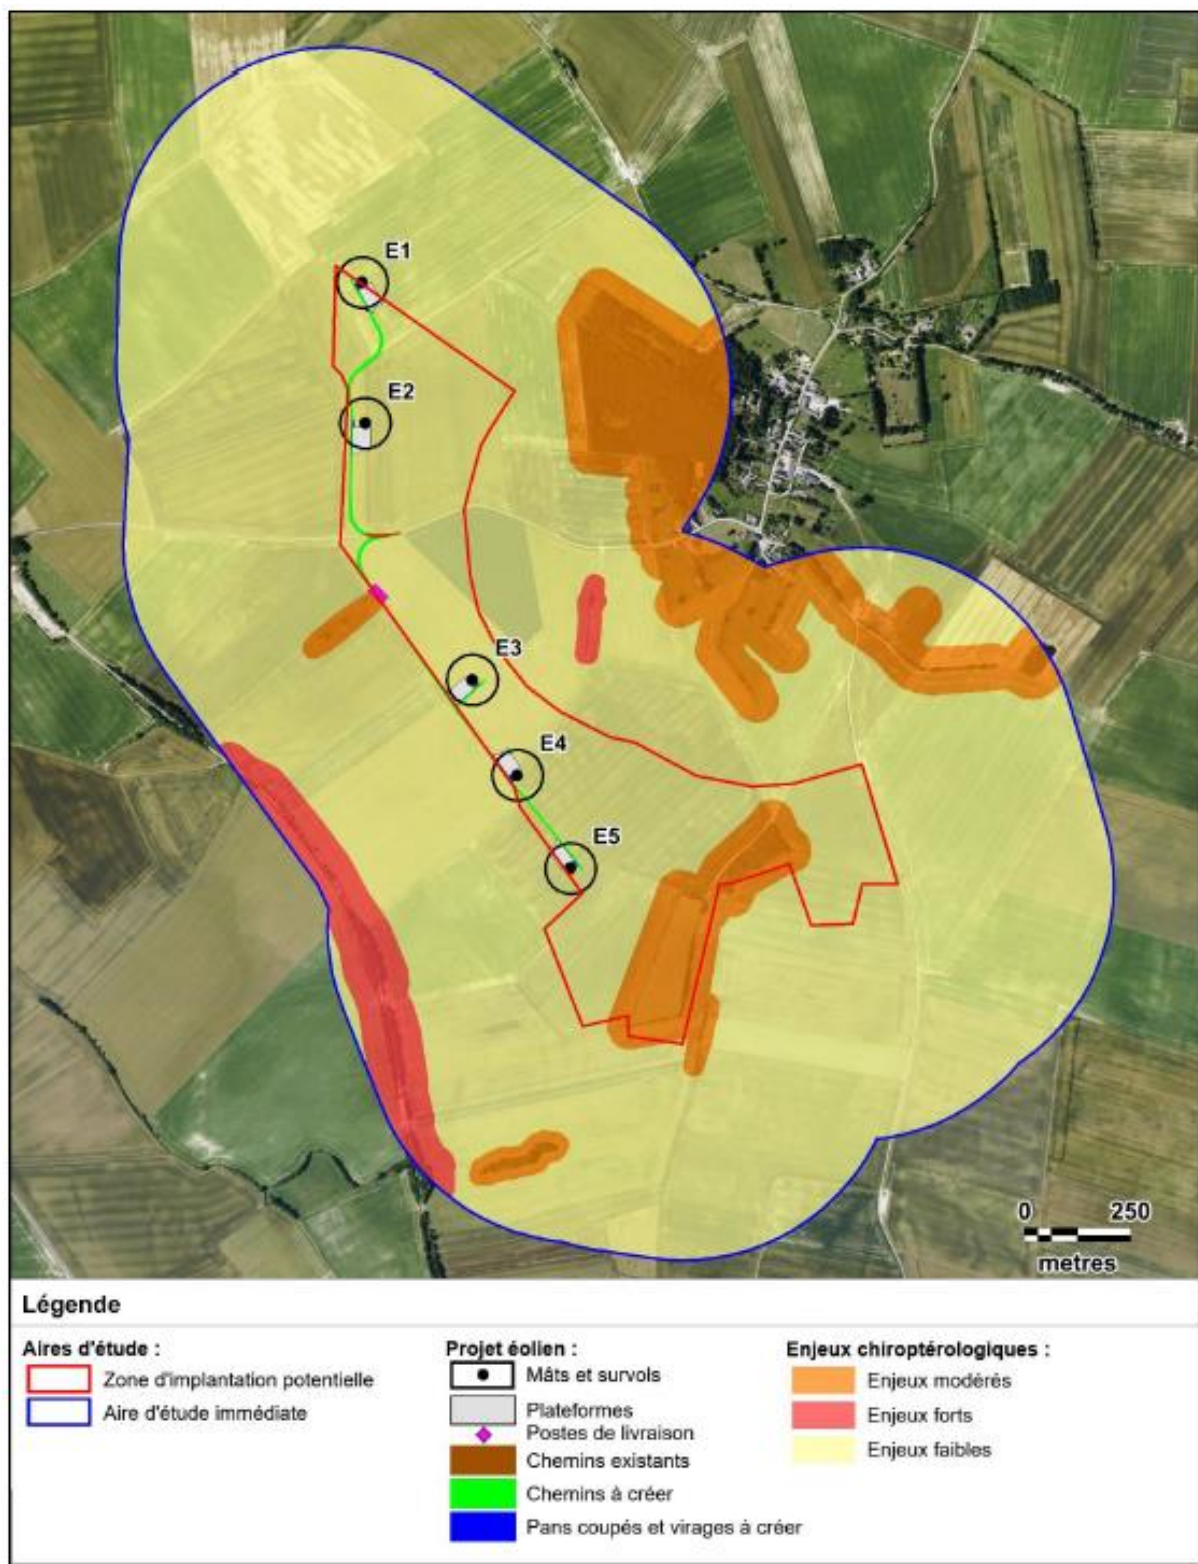 E1
E2
E3
E4
E5
0 250
metres
Légende
Aires d'étude :
Zone d'implantation potentielle
Aire d'étude immédiate
Projet éolien :
Mâts et survols
Plateformes
Postes de livraison
Chemins existants
Chemins à créer
Pans coupés et virages à créer
Enjeux chiroptérologiques :
Enjeux modérés
Enjeux forts
Enjeux faibles